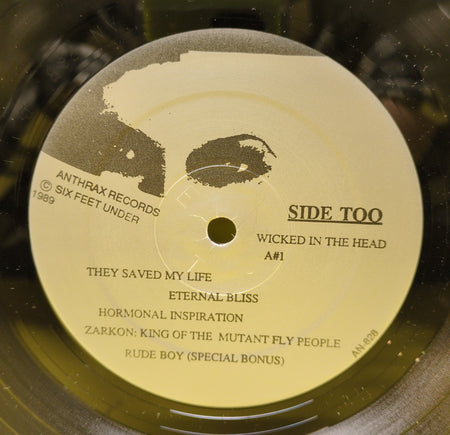 SIDE TOO
WICKED IN THE HEAD
A#1
ANTHRAX RECORDS
© SIX FEET UNDER
1989
THEY SAVED MY LIFE
ETERNAL BLISS
HORMONAL INSPIRATION
ZARKON: KING OF THE MUTANT FLY PEOPLE
RUDE BOY (SPECIAL BONUS)
AN-828